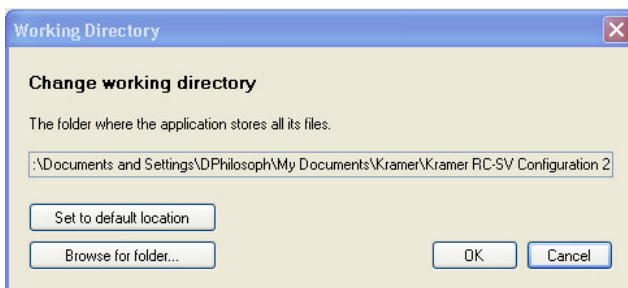 Working Directory
Change working directory
The folder where the application stores all its files.
:\Documents and Settings\DPhilosoph\My Documents\Kramer\Kramer RC-SV Configuration 2
Set to default location
Browse for folder...
OK
Cancel